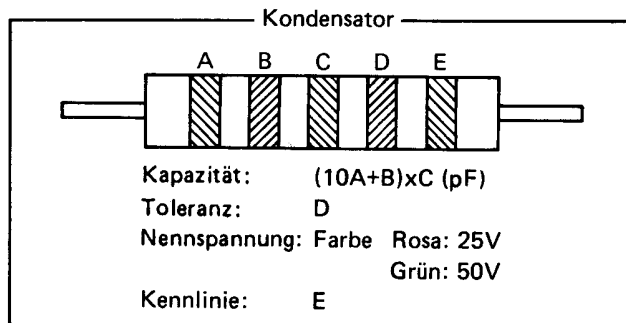 Kondensator
A B C D E
Kapazität: (10A+B)xC (pF)
Toleranz: D
Nennspannung: Farbe Rosa: 25V
Grün: 50V
Kennlinie: E